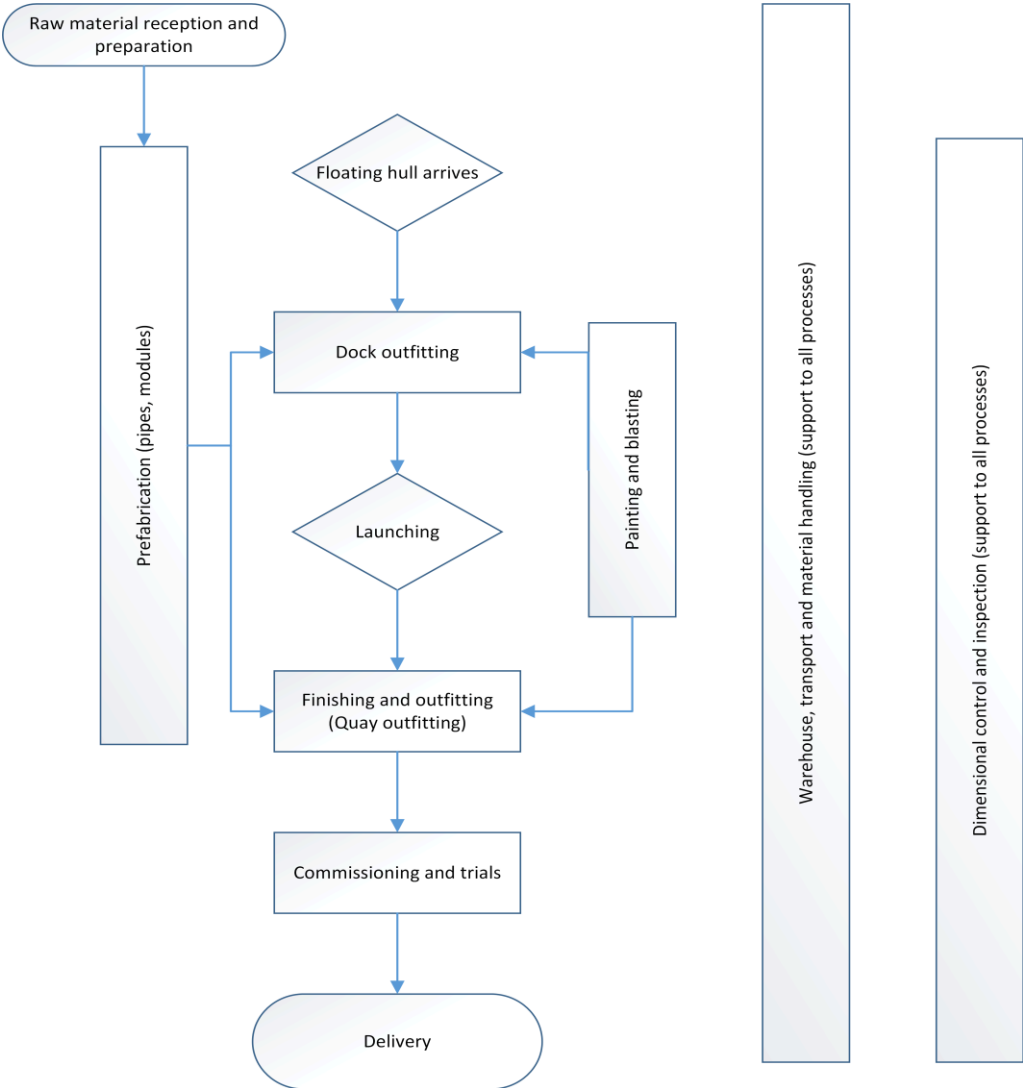 Raw material reception and
preparation
Floating hull arrives
Prefabrication (pipes, modules)
Dock outfitting
Painting and blasting
Launching
Finishing and outfitting
(Quay outfitting)
Commissioning and trials
Delivery
Warehouse, transport and material handling (support to all processes)
Dimensional control and inspection (support to all processes)